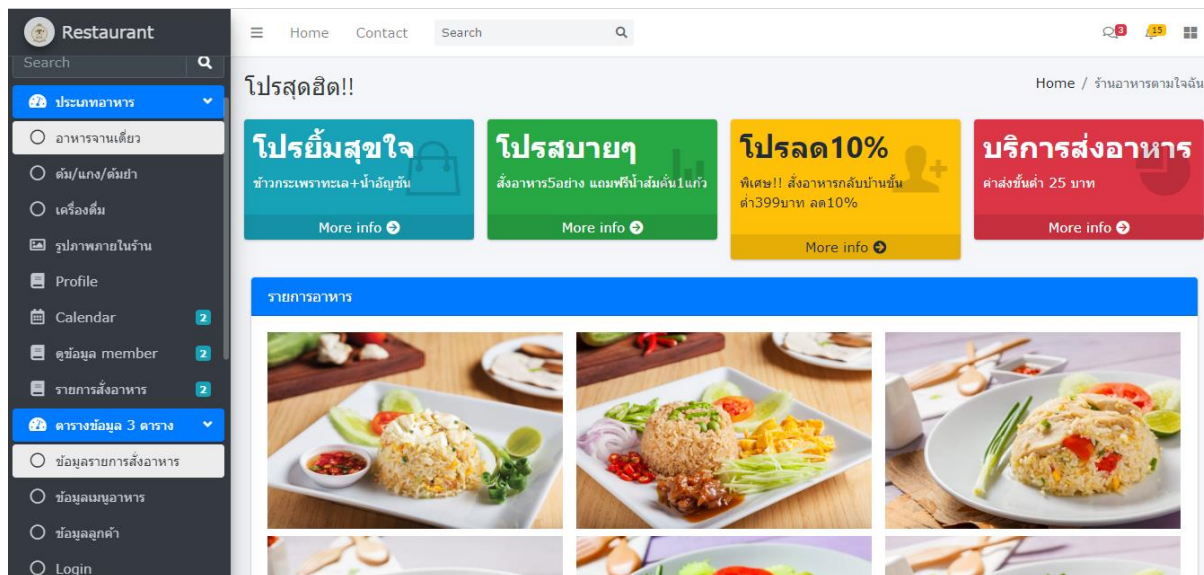 Restaurant
Home Contact Search
3
15
Search
ประเภทอาหาร
อาหารจานเดี่ยว
ต้ม/แกง/ต้มยำ
เครื่องดื่ม
รูปภาพภายในร้าน
Profile
Calendar 2
ดูข้อมูล member 2
รายการสั่งอาหาร 2
ตารางข้อมูล 3 ตาราง
ข้อมูลรายการสั่งอาหาร
ข้อมูลเมนูอาหาร
ข้อมูลลูกค้า
Login
โปรสุดฮิต!!
Home / ร้านอาหารตามใจฉัน
โปรยิ้มสุขใจ
ข้าวกระเพราทะเล+น้ำอัญชัน
More info
โปรสบายๆ
สั่งอาหาร5อย่าง แถมฟรีน้ำส้มคั่น1แก้ว
More info
โปรลด10%
พิเศษ!! สั่งอาหารกลับบ้านขั้น
ต่ำ399บาท ลด10%
More info
บริการส่งอาหาร
ค่าส่งขั้นต่ำ 25 บาท
More info
รายการอาหาร